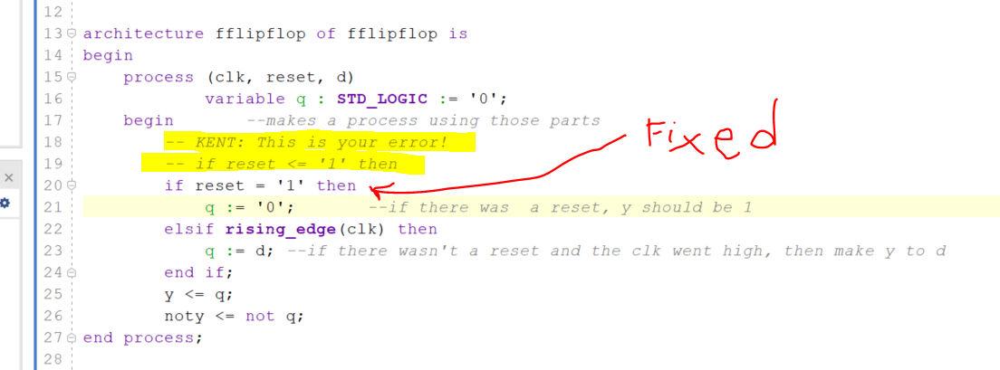 12
13 architecture fflipflop of fflipflop is
14 begin
15 process (clk, reset, d)
16 variable q : STD_LOGIC := '0';
17 begin --makes a process using those parts
18 -- KENT: This is your error!
19 -- if reset <= '1' then
Fixed
20 if reset = '1' then
21 q := '0'; --if there was  a reset, y should be 1
22 elsif rising_edge(clk) then
23 q := d; --if there wasn't a reset and the clk went high, then make y to d
24 end if;
25 y <= q;
26 noty <= not q;
27 end process;
28